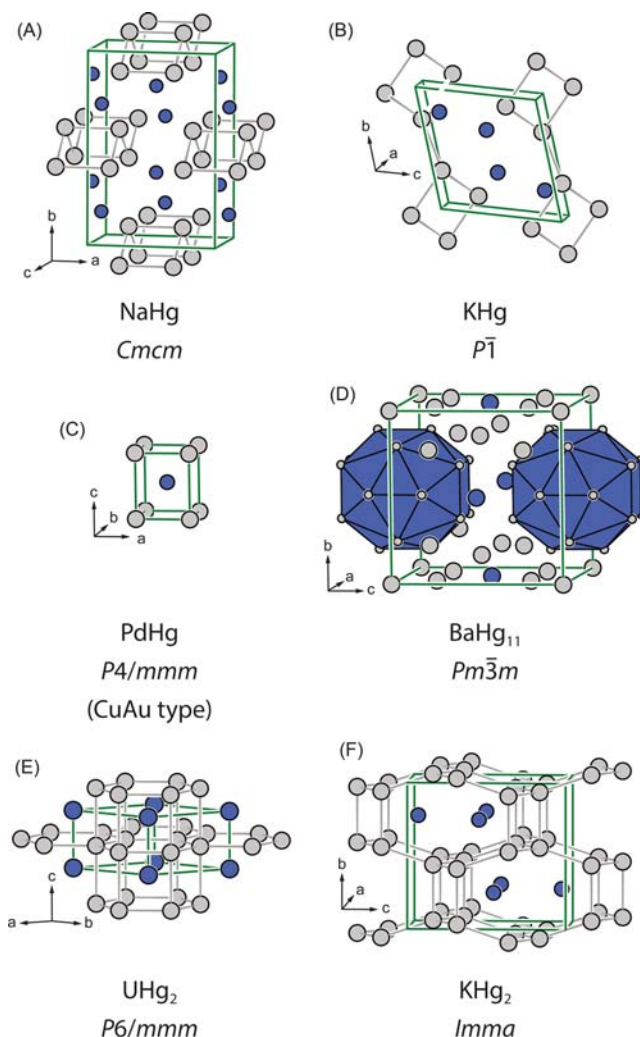 (A)
b
c
a
NaHg
Cmcm
(B)
b
a
c
KHg
P1̅
(C)
c
b
a
PdHg
P4/mmm
(CuAu type)
(D)
b
a
c
BaHg₁₁
Pm3̅m
(E)
c
a
b
UHg₂
P6/mmm
(F)
b
a
c
KHg₂
Imma